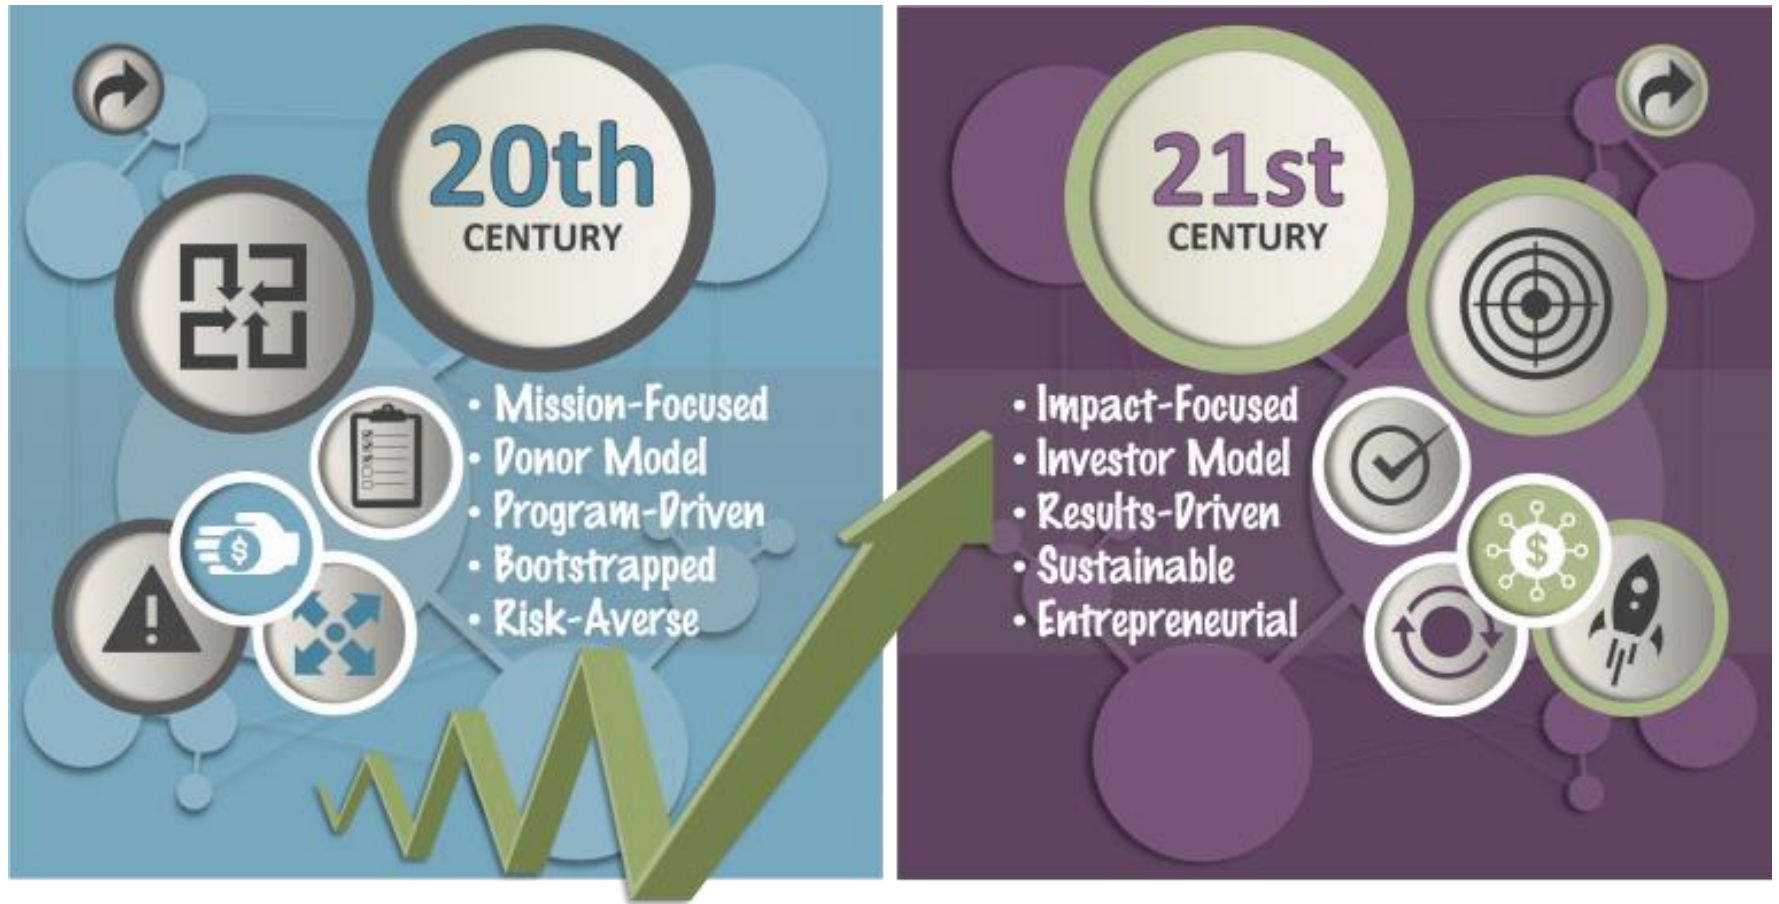 20th
CENTURY
• Mission-Focused
• Donor Model
• Program-Driven
• Bootstrapped
• Risk-Averse
$
!
21st
CENTURY
• Impact-Focused
• Investor Model
• Results-Driven
• Sustainable
• Entrepreneurial
$